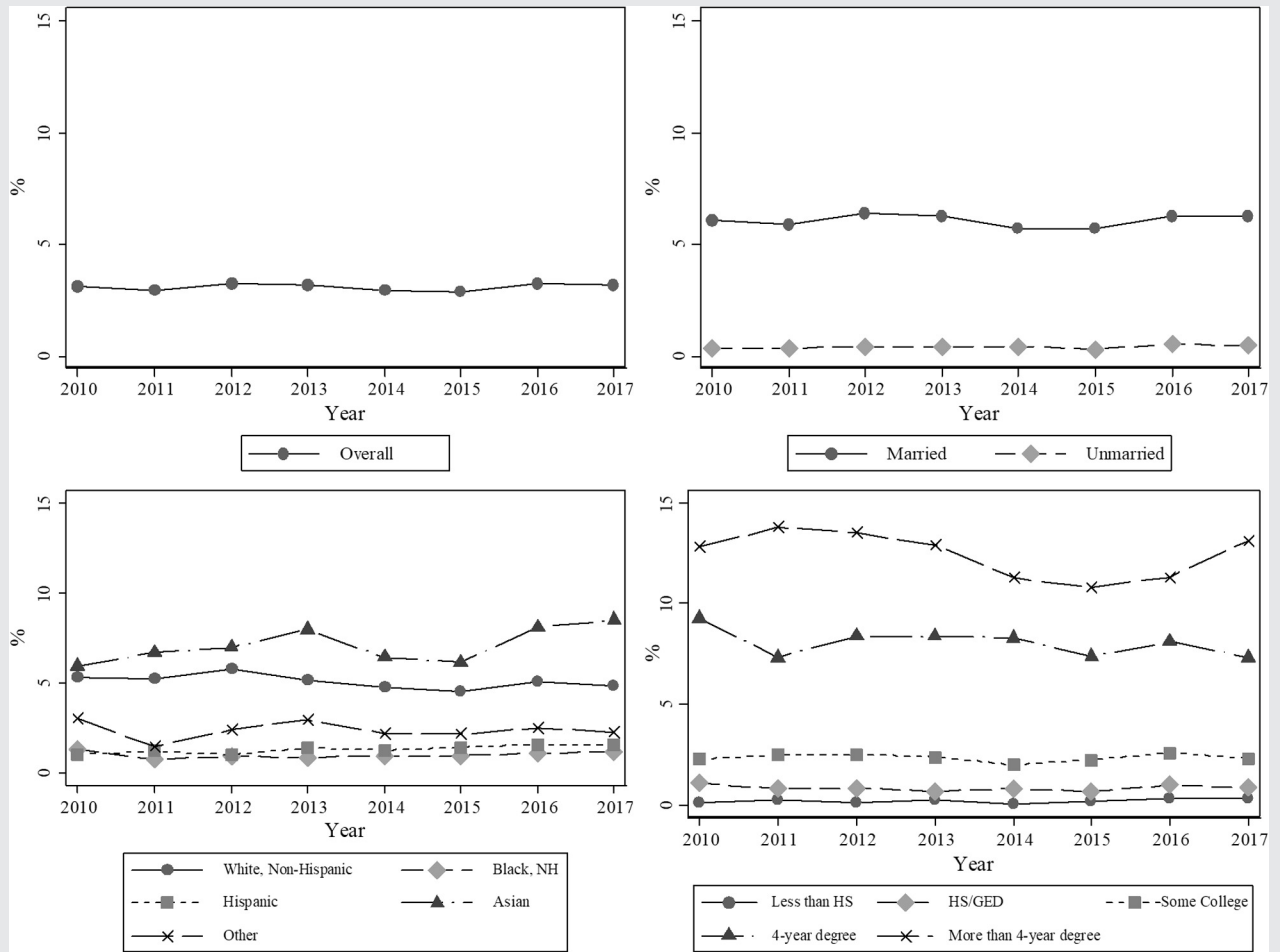 15
10
%
5
0
2010 2011 2012 2013 2014 2015 2016 2017
Year
Overall
15
10
%
5
0
2010 2011 2012 2013 2014 2015 2016 2017
Year
Married Unmarried
15
10
%
5
0
2010 2011 2012 2013 2014 2015 2016 2017
Year
White, Non-Hispanic Black, NH
Hispanic Asian
Other
15
10
%
5
0
2010 2011 2012 2013 2014 2015 2016 2017
Year
Less than HS HS/GED Some College
4-year degree More than 4-year degree